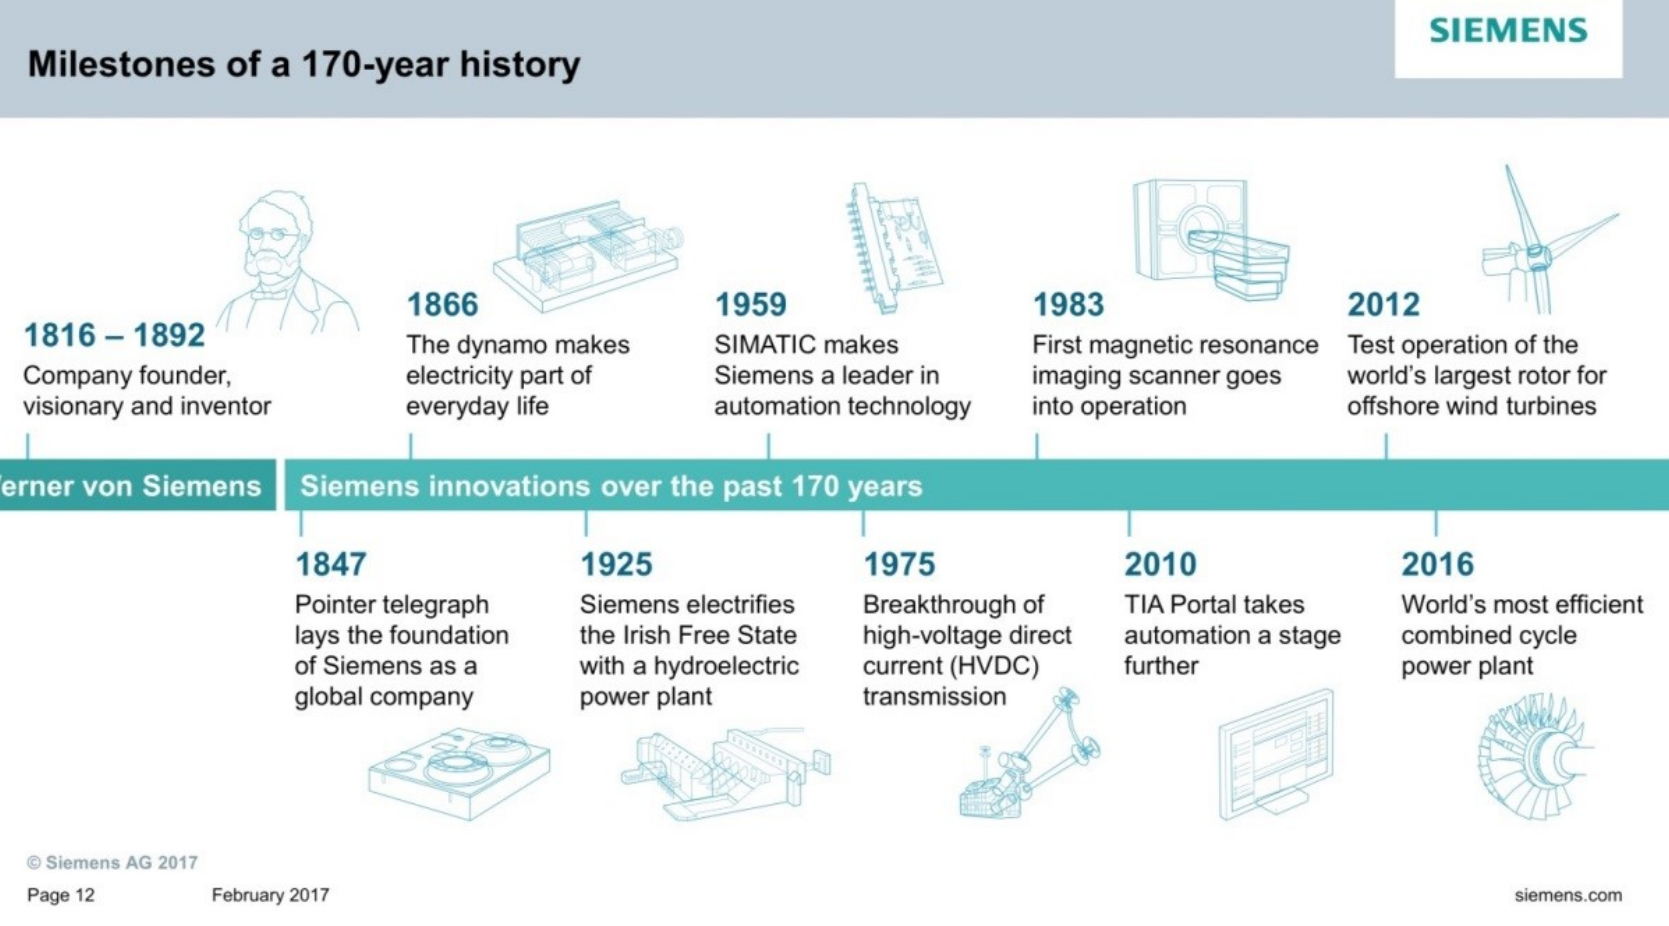 Milestones of a 170-year history
SIEMENS
1816 – 1892
Company founder,
visionary and inventor
1866
The dynamo makes
electricity part of
everyday life
1959
SIMATIC makes
Siemens a leader in
automation technology
1983
First magnetic resonance
imaging scanner goes
into operation
2012
Test operation of the
world's largest rotor for
offshore wind turbines
erner von Siemens
Siemens innovations over the past 170 years
1847
Pointer telegraph
lays the foundation
of Siemens as a
global company
1925
Siemens electrifies
the Irish Free State
with a hydroelectric
power plant
1975
Breakthrough of
high-voltage direct
current (HVDC)
transmission
2010
TIA Portal takes
automation a stage
further
2016
World's most efficient
combined cycle
power plant
© Siemens AG 2017
Page 12
February 2017
siemens.com